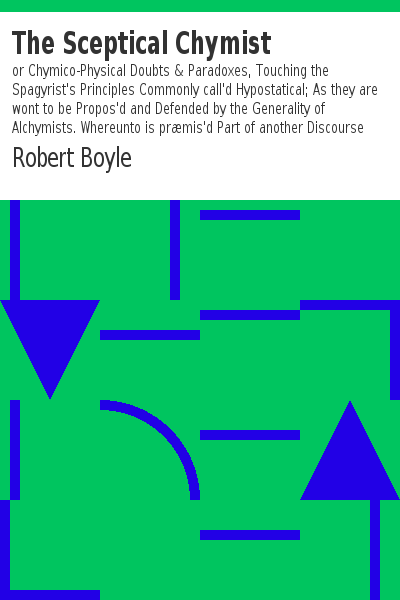 The Sceptical Chymist
or Chymico-Physical Doubts & Paradoxes, Touching the
Spagyrist's Principles Commonly call'd Hypostatical; As they are
wont to be Propos'd and Defended by the Generality of
Alchymists. Whereunto is præmis'd Part of another Discourse
Robert Boyle